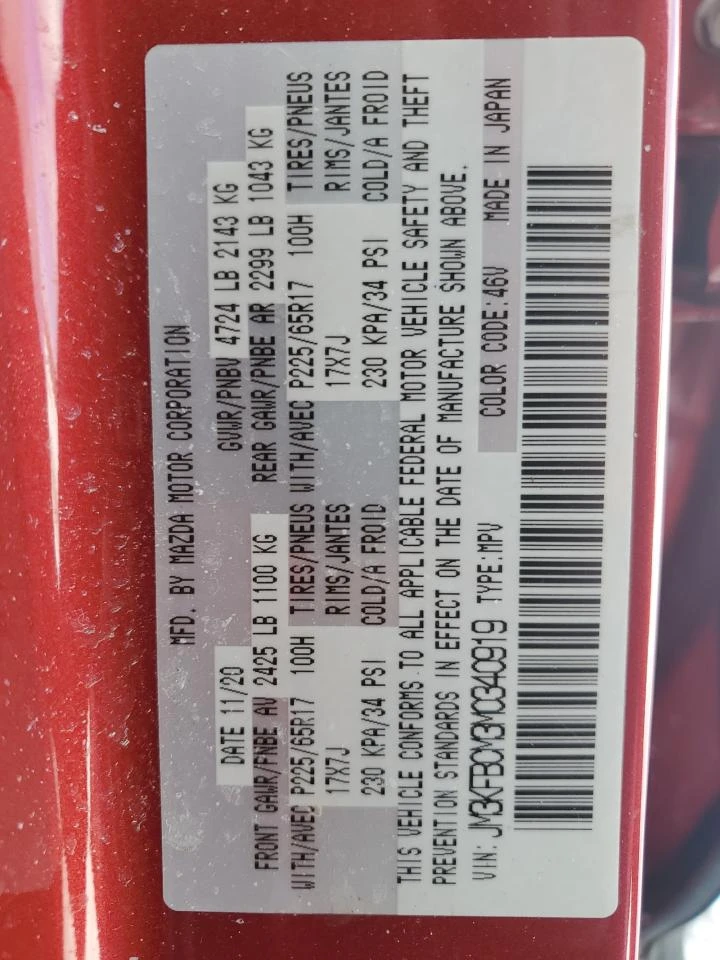 MFD. BY MAZDA MOTOR CORPORATION
DATE 11/20 GVWR/PNBV 4724 LB 2143 KG
FRONT GAWR/PNBE AV 2425 LB 1100 KG REAR GAWR/PNBE AR 2299 LB 1043 KG
WITH/AVEC P225/65R17 100H TIRES/PNEUS WITH/AVEC P225/65R17 100H TIRES/PNEUS
17X7J RIMS/JANTES 17X7J RIMS/JANTES
230 KPA/34 PSI COLD/A FROID 230 KPA/34 PSI COLD/A FROID
THIS VEHICLE CONFORMS TO ALL APPLICABLE FEDERAL MOTOR VEHICLE SAFETY AND THEFT
PREVENTION STANDARDS IN EFFECT ON THE DATE OF MANUFACTURE SHOWN ABOVE.
VIN: JM3KFBCM3M0340919 TYPE:MPV COLOR CODE:46V MADE IN JAPAN